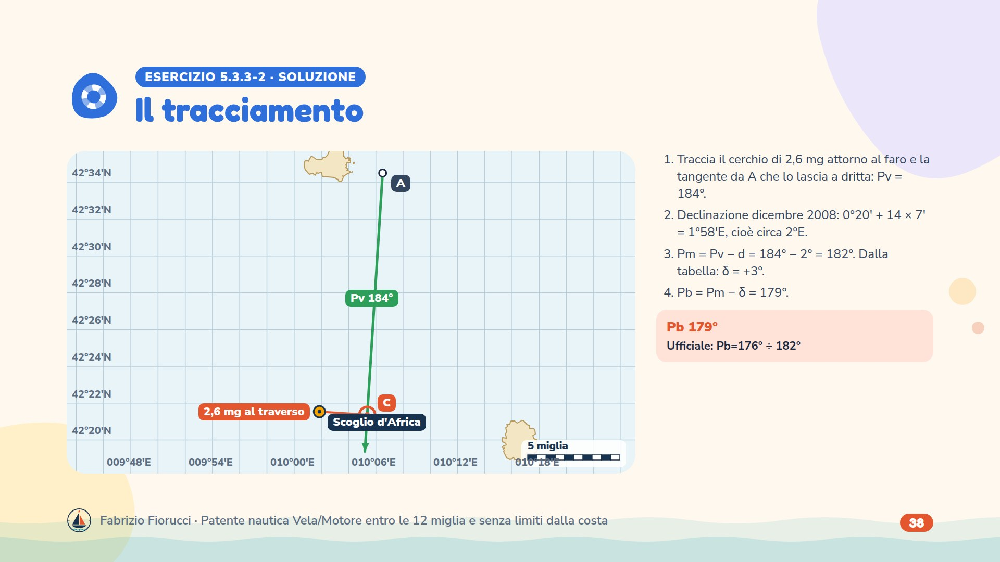 ESERCIZIO 5.3.3-2 · SOLUZIONE
Il tracciamento
42°34'N
A
42°32'N
42°30'N
42°28'N
Pv 184°
42°26'N
42°24'N
42°22'N
C
2,6 mg al traverso
Scoglio d'Africa
42°20'N
5 miglia
009°48'E
009°54'E
010°00'E
010°06'E
010°12'E
010°18'E
1. Traccia il cerchio di 2,6 mg attorno al faro e la
tangente da A che lo lascia a dritta: Pv =
184°.
2. Declinazione dicembre 2008: 0°20' + 14 × 7'
= 1°58'E, cioè circa 2°E.
3. Pm = Pv − d = 184° − 2° = 182°. Dalla
tabella: δ = +3°.
4. Pb = Pm − δ = 179°.
Pb 179°
Ufficiale: Pb=176° ÷ 182°
Fabrizio Fiorucci · Patente nautica Vela/Motore entro le 12 miglia e senza limiti dalla costa
38